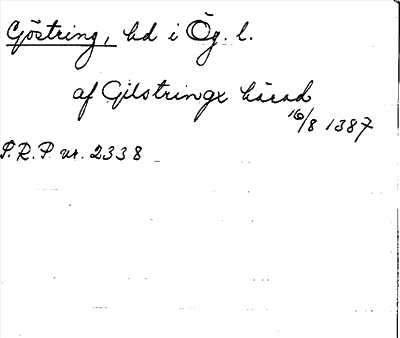 Göstring, hd i Ög. l.
af Gilstringx härad
16/8 1387
S.R.P. nr. 2338